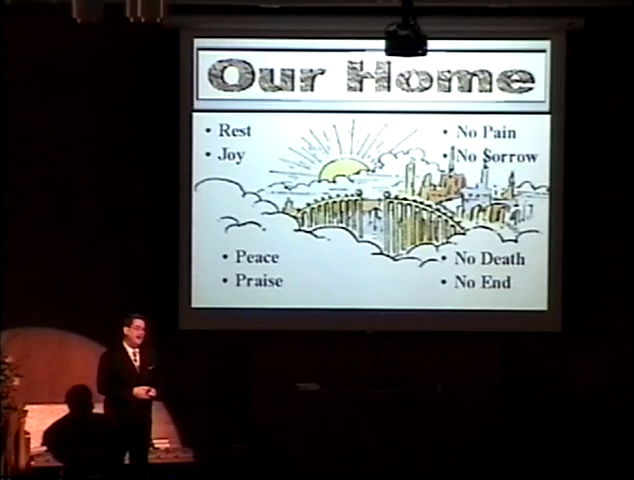 Our Home
• Rest
• Joy
• No Pain
• No Sorrow
• Peace
• Praise
• No Death
• No End